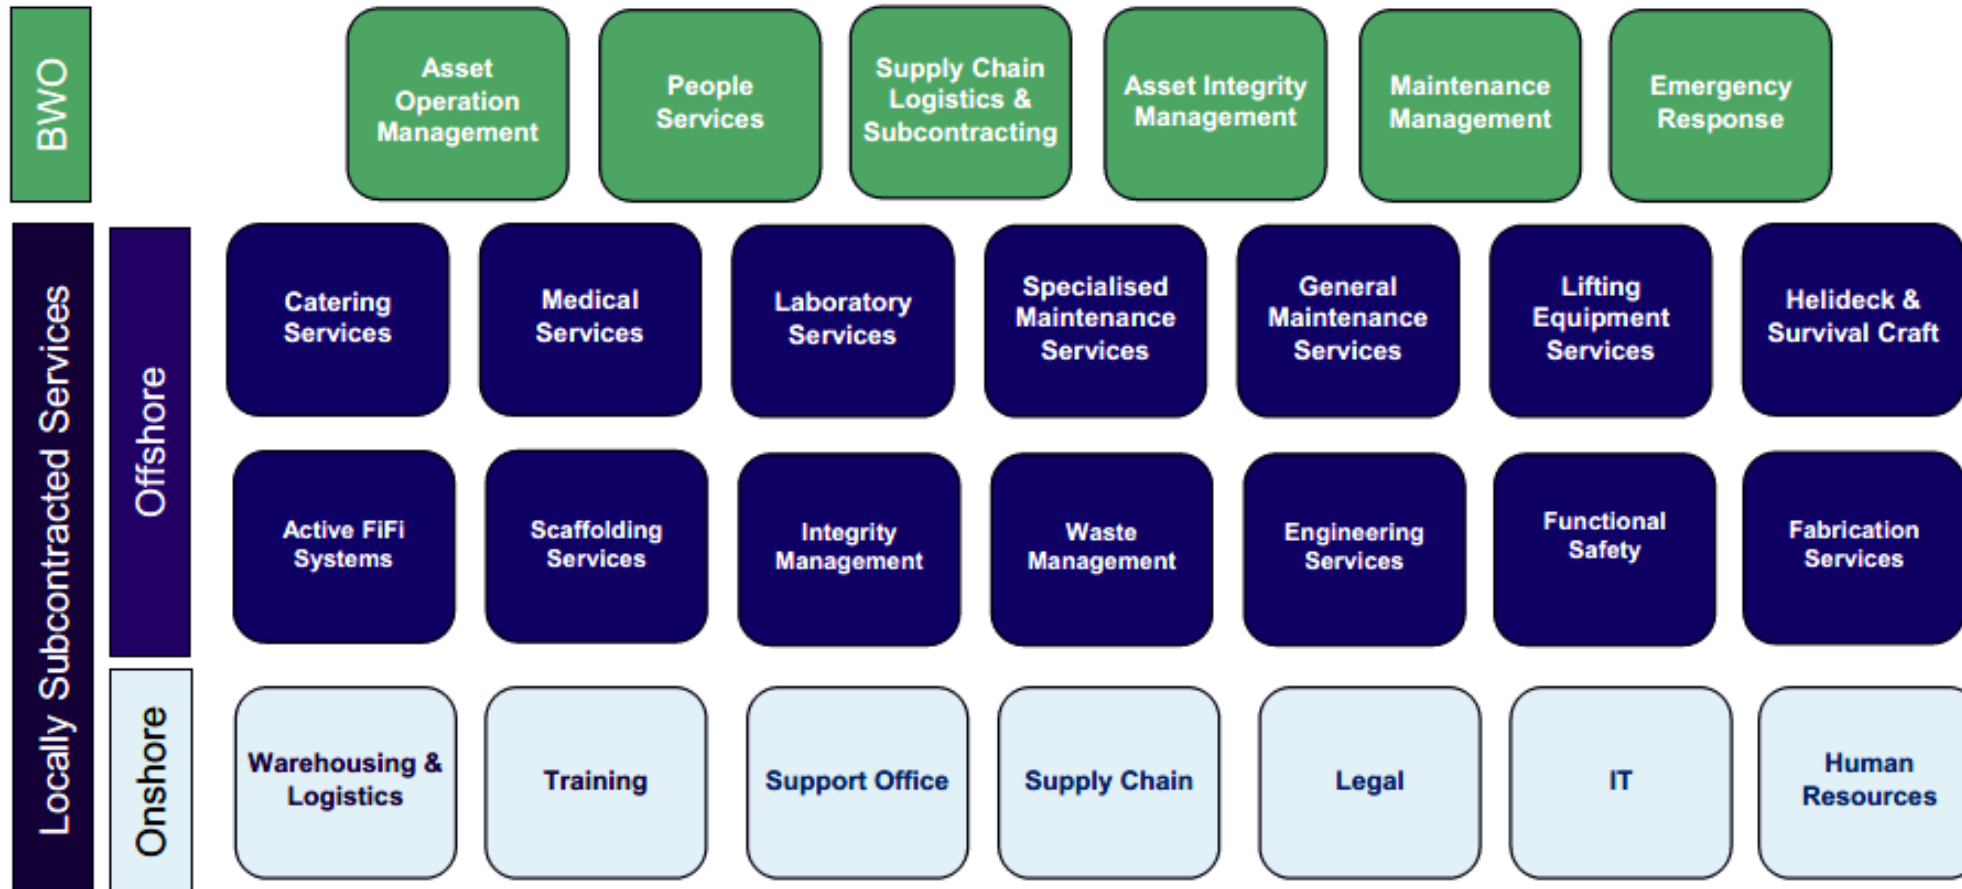 BWO
Asset
Operation
Management
People
Services
Supply Chain
Logistics &
Subcontracting
Asset Integrity
Management
Maintenance
Management
Emergency
Response
Locally Subcontracted Services
Offshore
Catering
Services
Medical
Services
Laboratory
Services
Specialised
Maintenance
Services
General
Maintenance
Services
Lifting
Equipment
Services
Helideck &
Survival Craft
Active FiFi
Systems
Scaffolding
Services
Integrity
Management
Waste
Management
Engineering
Services
Functional
Safety
Fabrication
Services
Onshore
Warehousing &
Logistics
Training
Support Office
Supply Chain
Legal
IT
Human
Resources